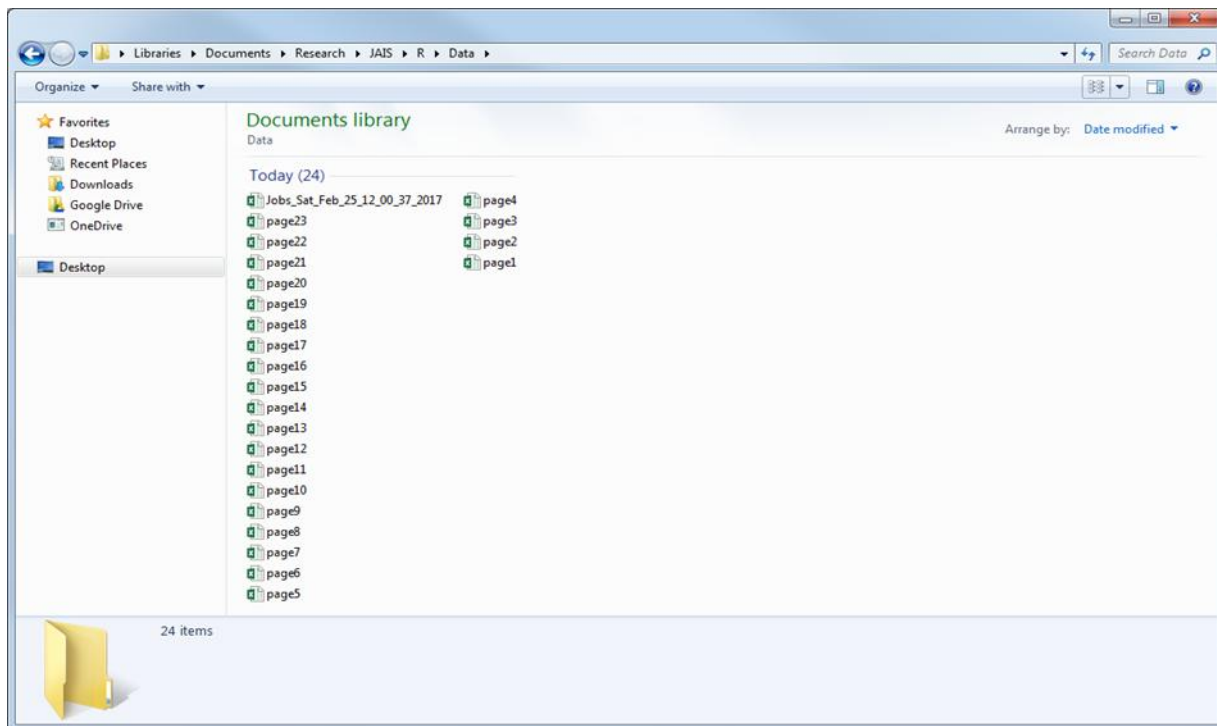 Libraries ▸ Documents ▸ Research ▸ JAIS ▸ R ▸ Data ▸
Search Data
Organize
Share with
Favorites
Desktop
Recent Places
Downloads
Google Drive
OneDrive
Desktop
Documents library
Data
Arrange by: Date modified
Today (24)
Jobs_Sat_Feb_25_12_00_37_2017
page23
page22
page21
page20
page19
page18
page17
page16
page15
page14
page13
page12
page11
page10
page9
page8
page7
page6
page5
page4
page3
page2
page1
24 items